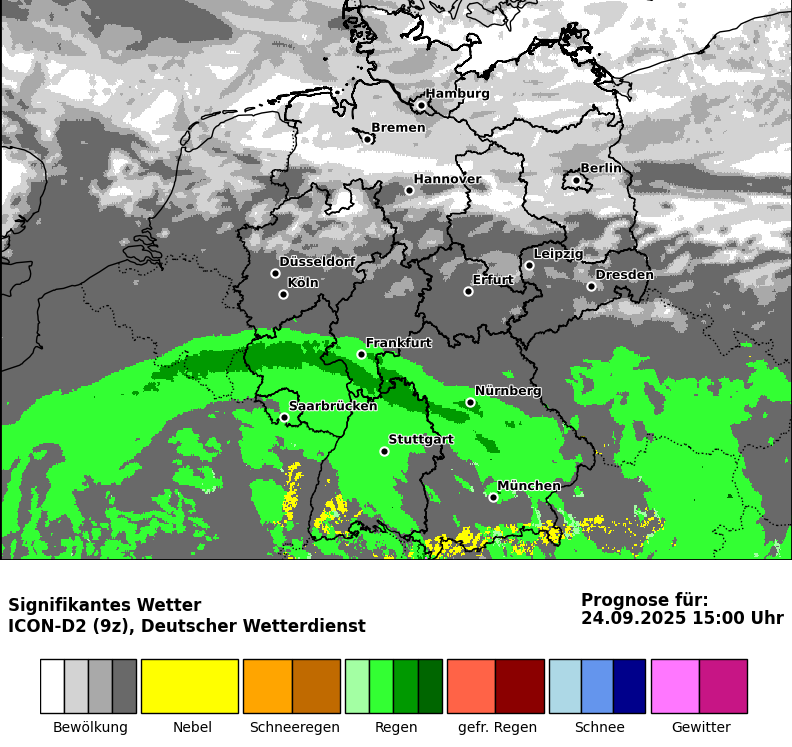 Hamburg
Bremen
Berlin
Hannover
Leipzig
Düsseldorf
Dresden
Erfurt
Köln
Frankfurt
Nürnberg
Saarbrücken
Stuttgart
München
Signifikantes Wetter
ICON-D2 (9z), Deutscher Wetterdienst
Prognose für:
24.09.2025 15:00 Uhr
Bewölkung Nebel Schneeregen Regen gefr. Regen Schnee Gewitter